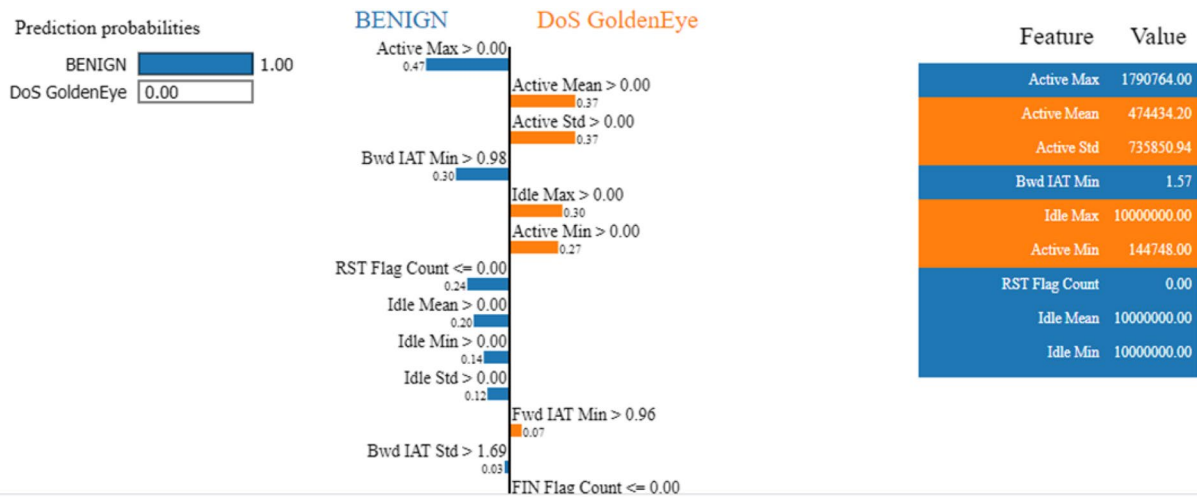 Prediction probabilities
BENIGN 1.00
DoS GoldenEye 0.00
BENIGN DoS GoldenEye
Active Max > 0.00
0.47
Active Mean > 0.00
0.37
Active Std > 0.00
0.37
Bwd IAT Min > 0.98
0.30
Idle Max > 0.00
0.30
Active Min > 0.00
0.27
RST Flag Count <= 0.00
0.24
Idle Mean > 0.00
0.20
Idle Min > 0.00
0.14
Idle Std > 0.00
0.12
Fwd IAT Min > 0.96
0.07
Bwd IAT Std > 1.69
0.03
FIN Flag Count <= 0.00
Feature Value
Active Max 1790764.00
Active Mean 474434.20
Active Std 735850.94
Bwd IAT Min 1.57
Idle Max 10000000.00
Active Min 144748.00
RST Flag Count 0.00
Idle Mean 10000000.00
Idle Min 10000000.00